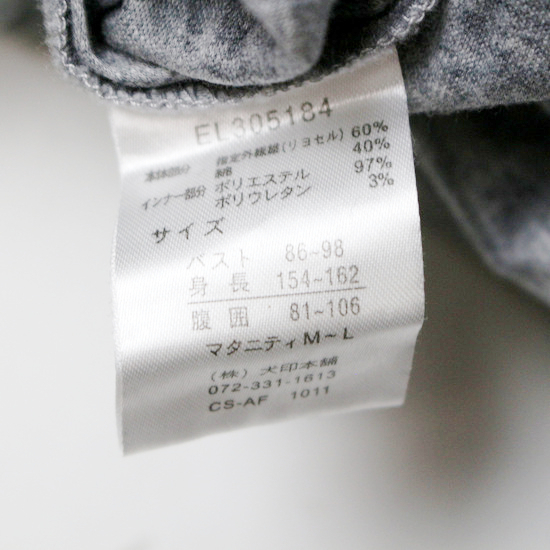 EL305184
本体部分 指定外繊維(リヨセル) 60%
綿 40%
インナー部分 ポリエステル 97%
ポリウレタン 3%
サイズ
バスト 86~98
身長 154~162
腹囲 81~106
マタニティM~L
(株)犬印本舗
072-331-1613
CS-AF 1011